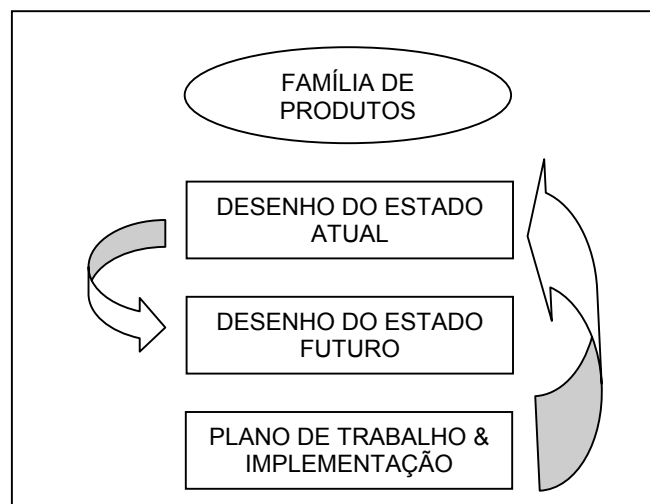 FAMÍLIA DE
PRODUTOS
DESENHO DO ESTADO
ATUAL
DESENHO DO ESTADO
FUTURO
PLANO DE TRABALHO &
IMPLEMENTAÇÃO